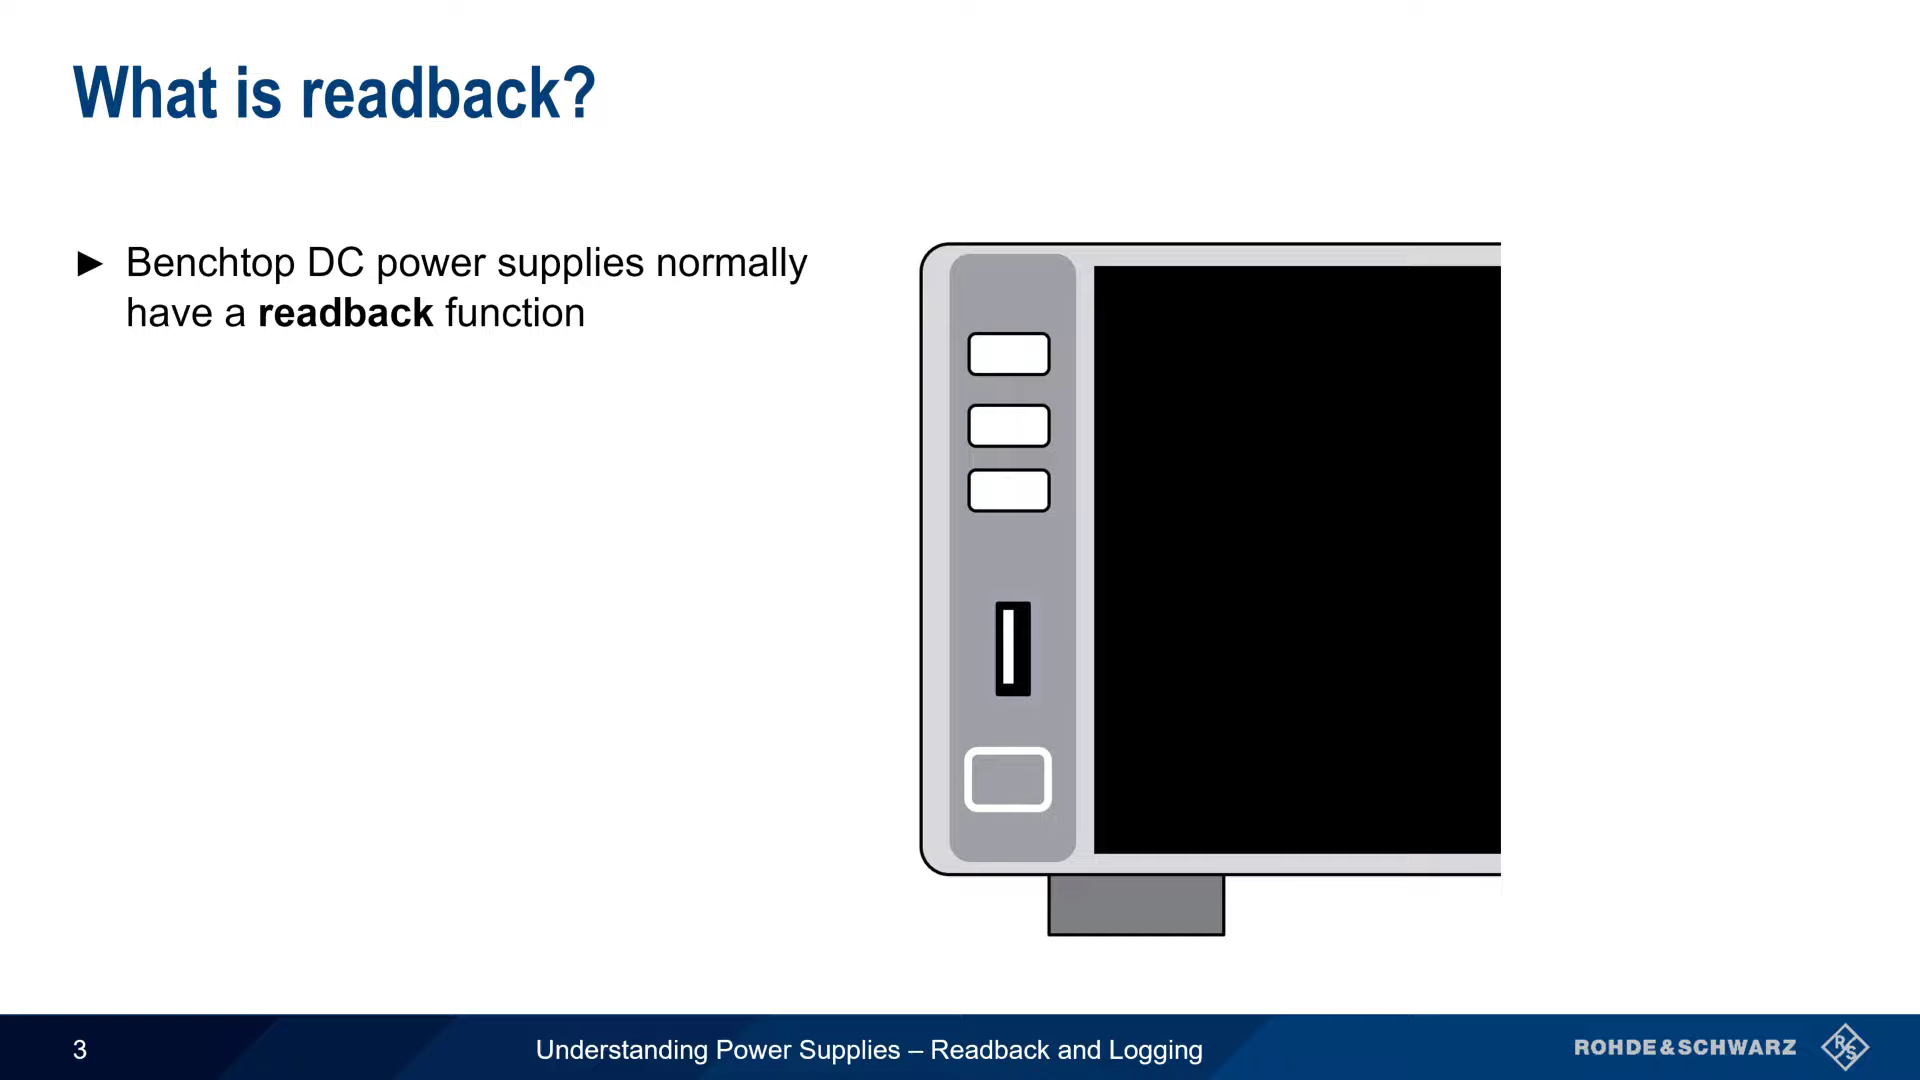 What is readback?
► Benchtop DC power supplies normally
have a readback function
3
Understanding Power Supplies – Readback and Logging
ROHDE&SCHWARZ
R&S